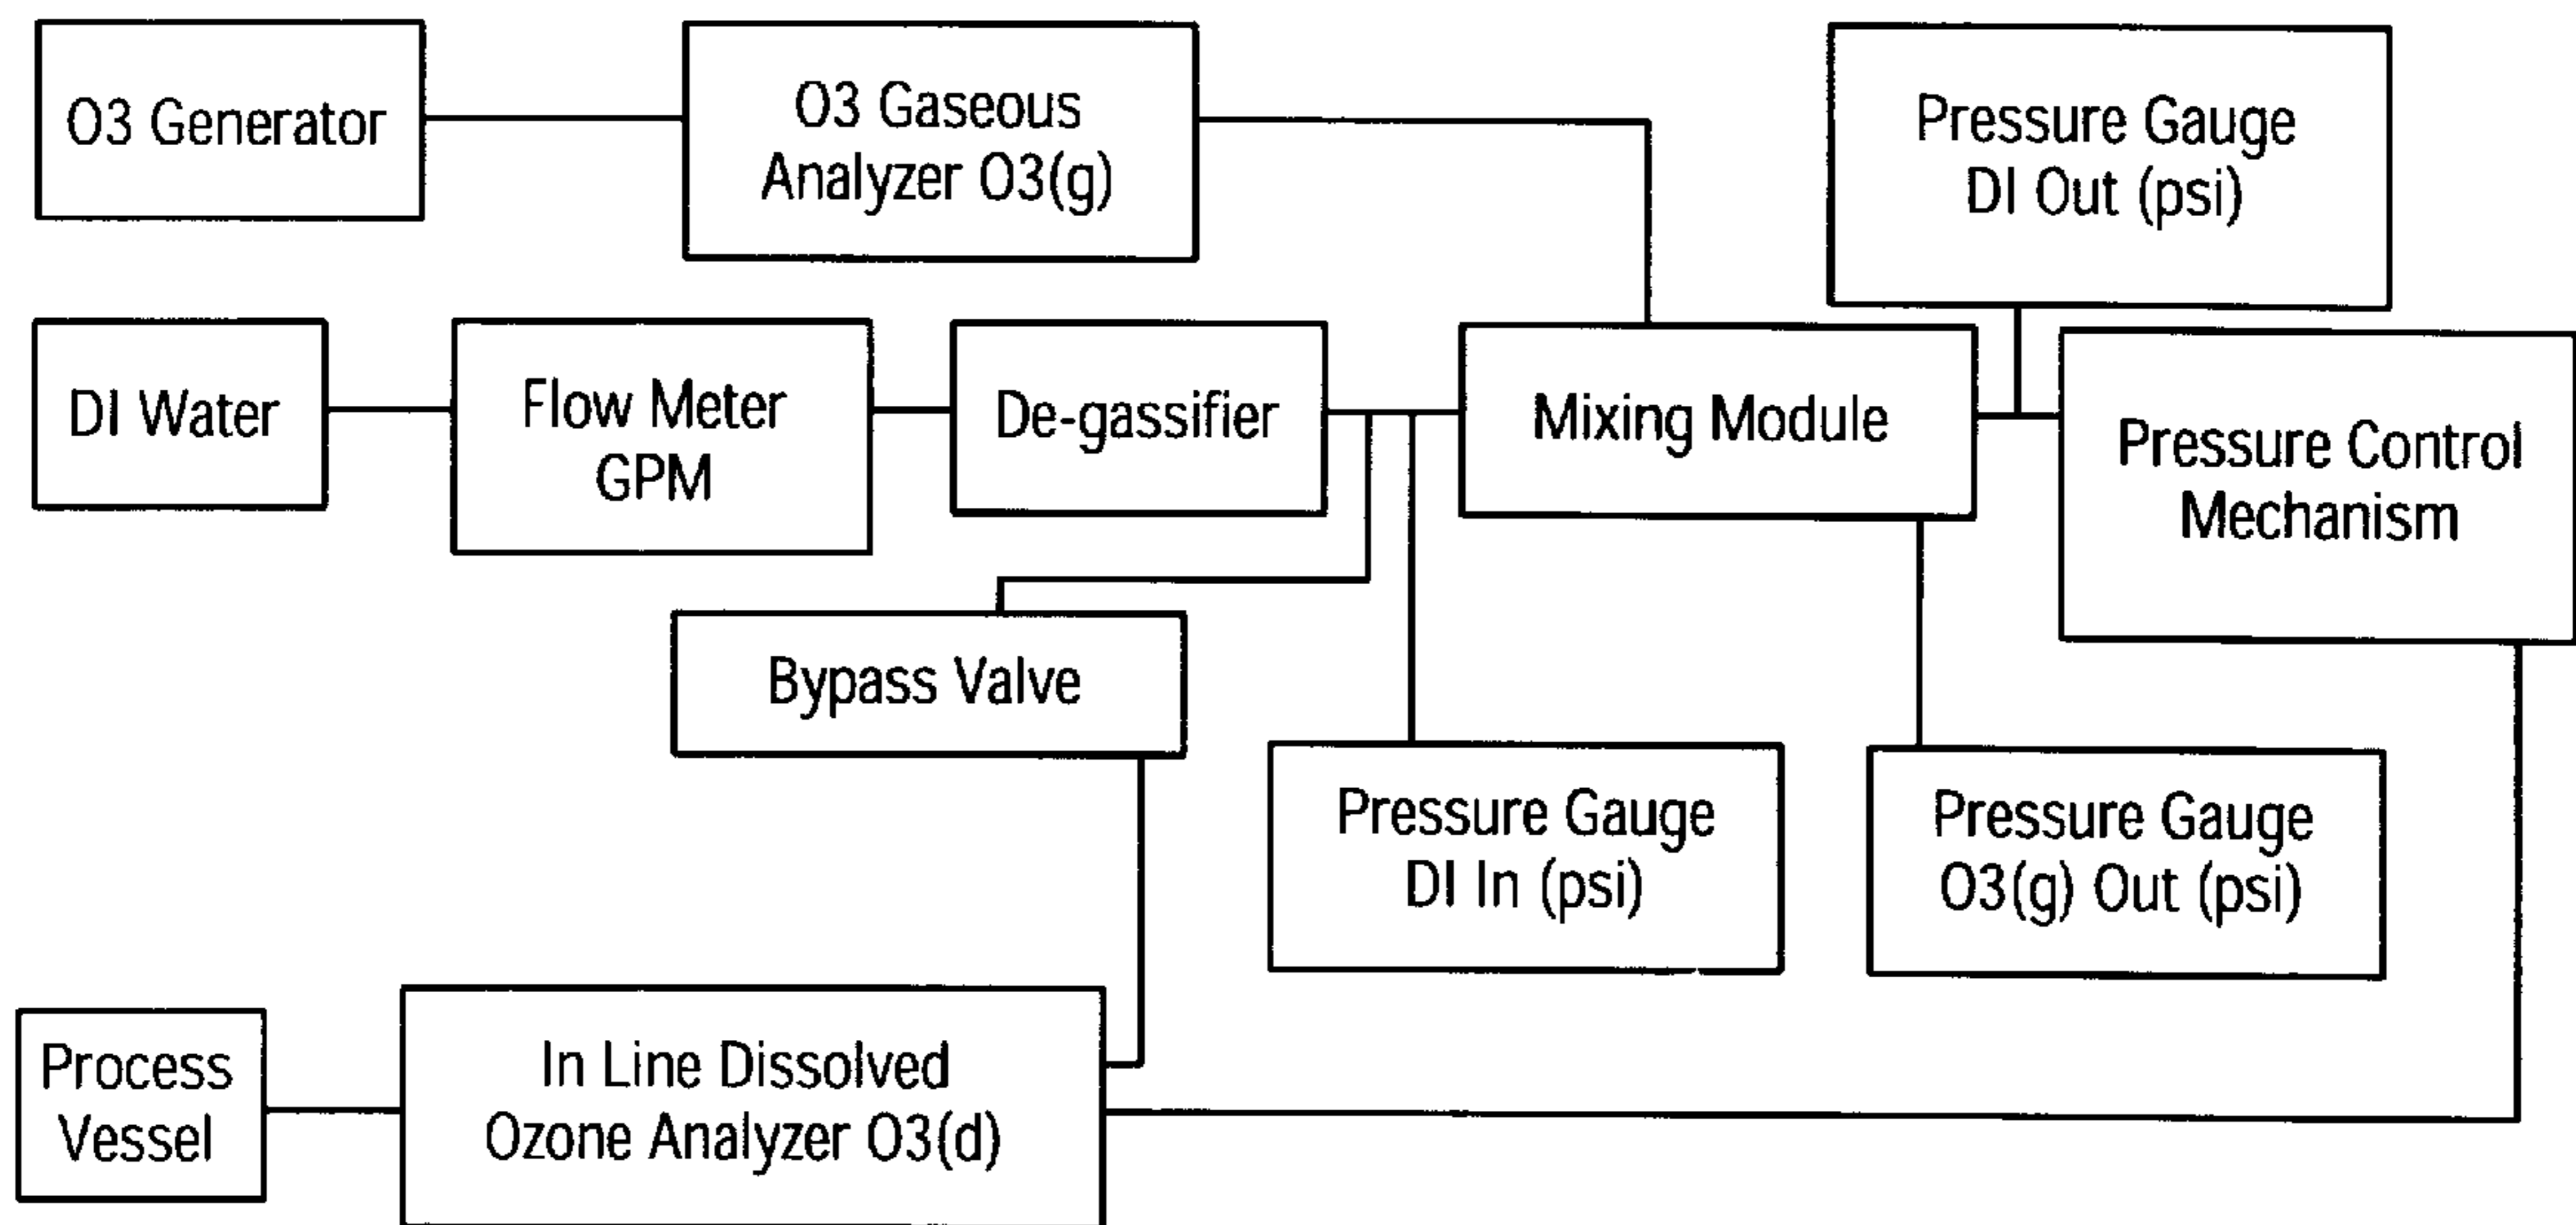 O3 Generator
O3 Gaseous
Analyzer O3(g)
Pressure Gauge
DI Out (psi)
DI Water
Flow Meter
GPM
De-gassifier
Mixing Module
Pressure Control
Mechanism
Bypass Valve
Pressure Gauge
DI In (psi)
Pressure Gauge
O3(g) Out (psi)
Process
Vessel
In Line Dissolved
Ozone Analyzer O3(d)